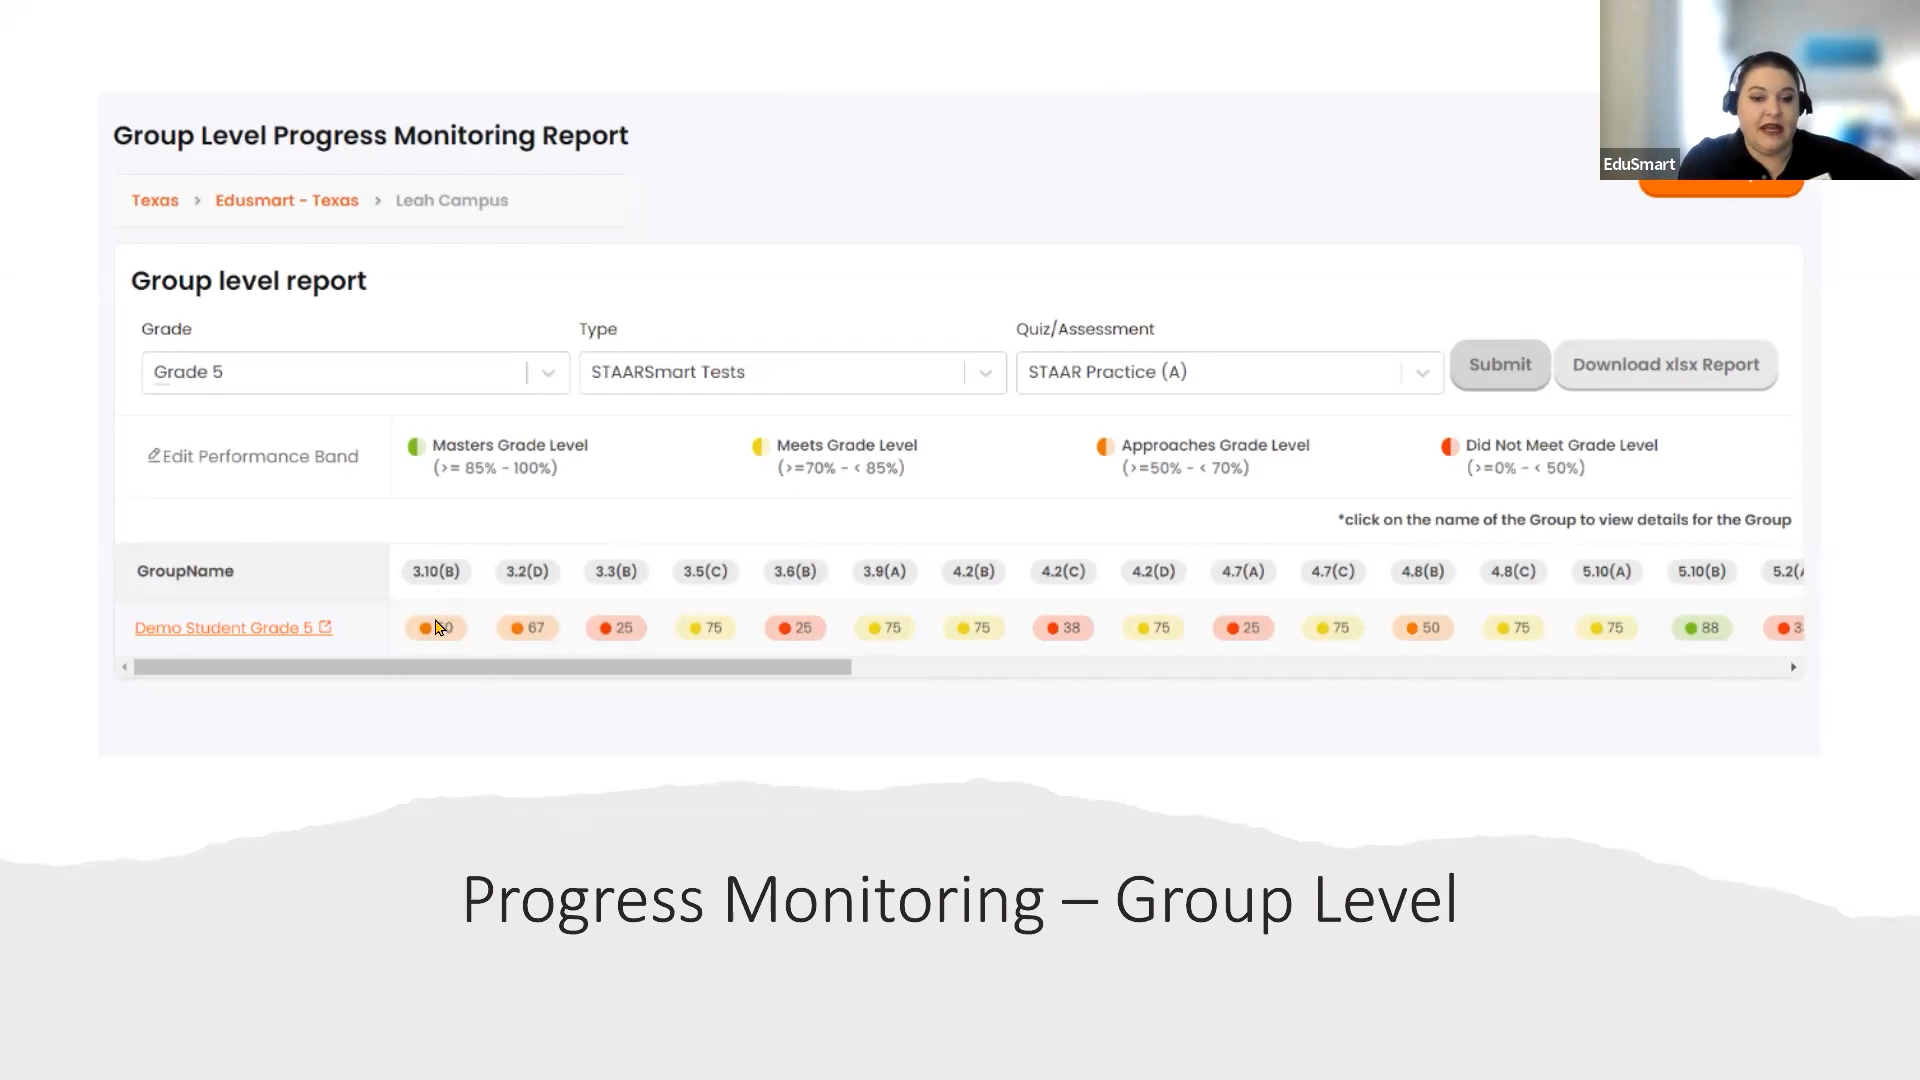 EduSmart
Group Level Progress Monitoring Report
Texas > Edusmart - Texas > Leah Campus
Group level report
Grade Type Quiz/Assessment
Grade 5 STAARSmart Tests STAAR Practice (A) Submit Download xlsx Report
Edit Performance Band
Masters Grade Level Meets Grade Level Approaches Grade Level Did Not Meet Grade Level
(>= 85% - 100%) (>=70% - < 85%) (>=50% - < 70%) (>=0% - < 50%)
*click on the name of the Group to view details for the Group
GroupName 3.10(B) 3.2(D) 3.3(B) 3.5(C) 3.6(B) 3.9(A) 4.2(B) 4.2(C) 4.2(D) 4.7(A) 4.7(C) 4.8(B) 4.8(C) 5.10(A) 5.10(B)
Demo Student Grade 5 67 25 75 25 75 75 38 75 25 75 50 75 75 88
Progress Monitoring – Group Level